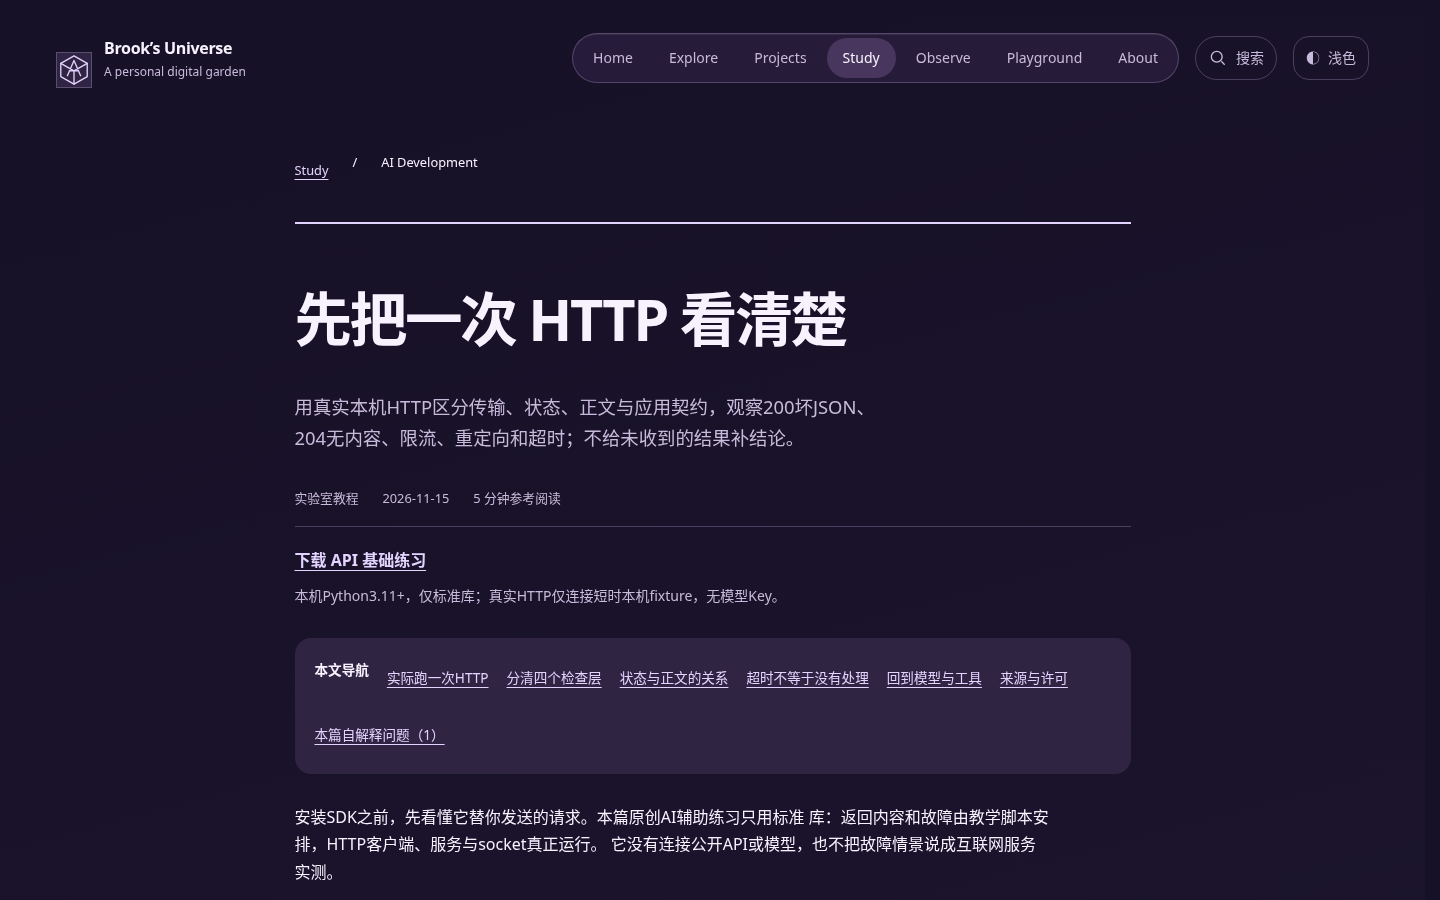 Brook’s Universe
A personal digital garden
Home Explore Projects Study Observe Playground About 搜索 浅色
Study / AI Development
先把一次 HTTP 看清楚
用真实本机HTTP区分传输、状态、正文与应用契约，观察200坏JSON、
204无内容、限流、重定向和超时；不给未收到的结果补结论。
实验室教程 2026-11-15 5 分钟参考阅读
下载 API 基础练习
本机Python3.11+，仅标准库；真实HTTP仅连接短时本机fixture，无模型Key。
本文导航 实际跑一次HTTP 分清四个检查层 状态与正文的关系 超时不等于没有处理 回到模型与工具 来源与许可
本篇自解释问题（1）
安装SDK之前，先看懂它替你发送的请求。本篇原创AI辅助练习只用标准 库：返回内容和故障由教学脚本安
排，HTTP客户端、服务与socket真正运行。 它没有连接公开API或模型，也不把故障情景说成互联网服务
实测。